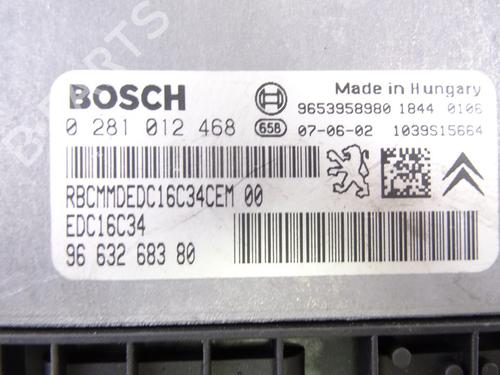 BOSCH
Made in Hungary
9653958980 1844 0106
0 281 012 468
658
07-06-02 1039S15664
RBCMMDEDC16C34CEM 00
EDC16C34
96 632 683 80